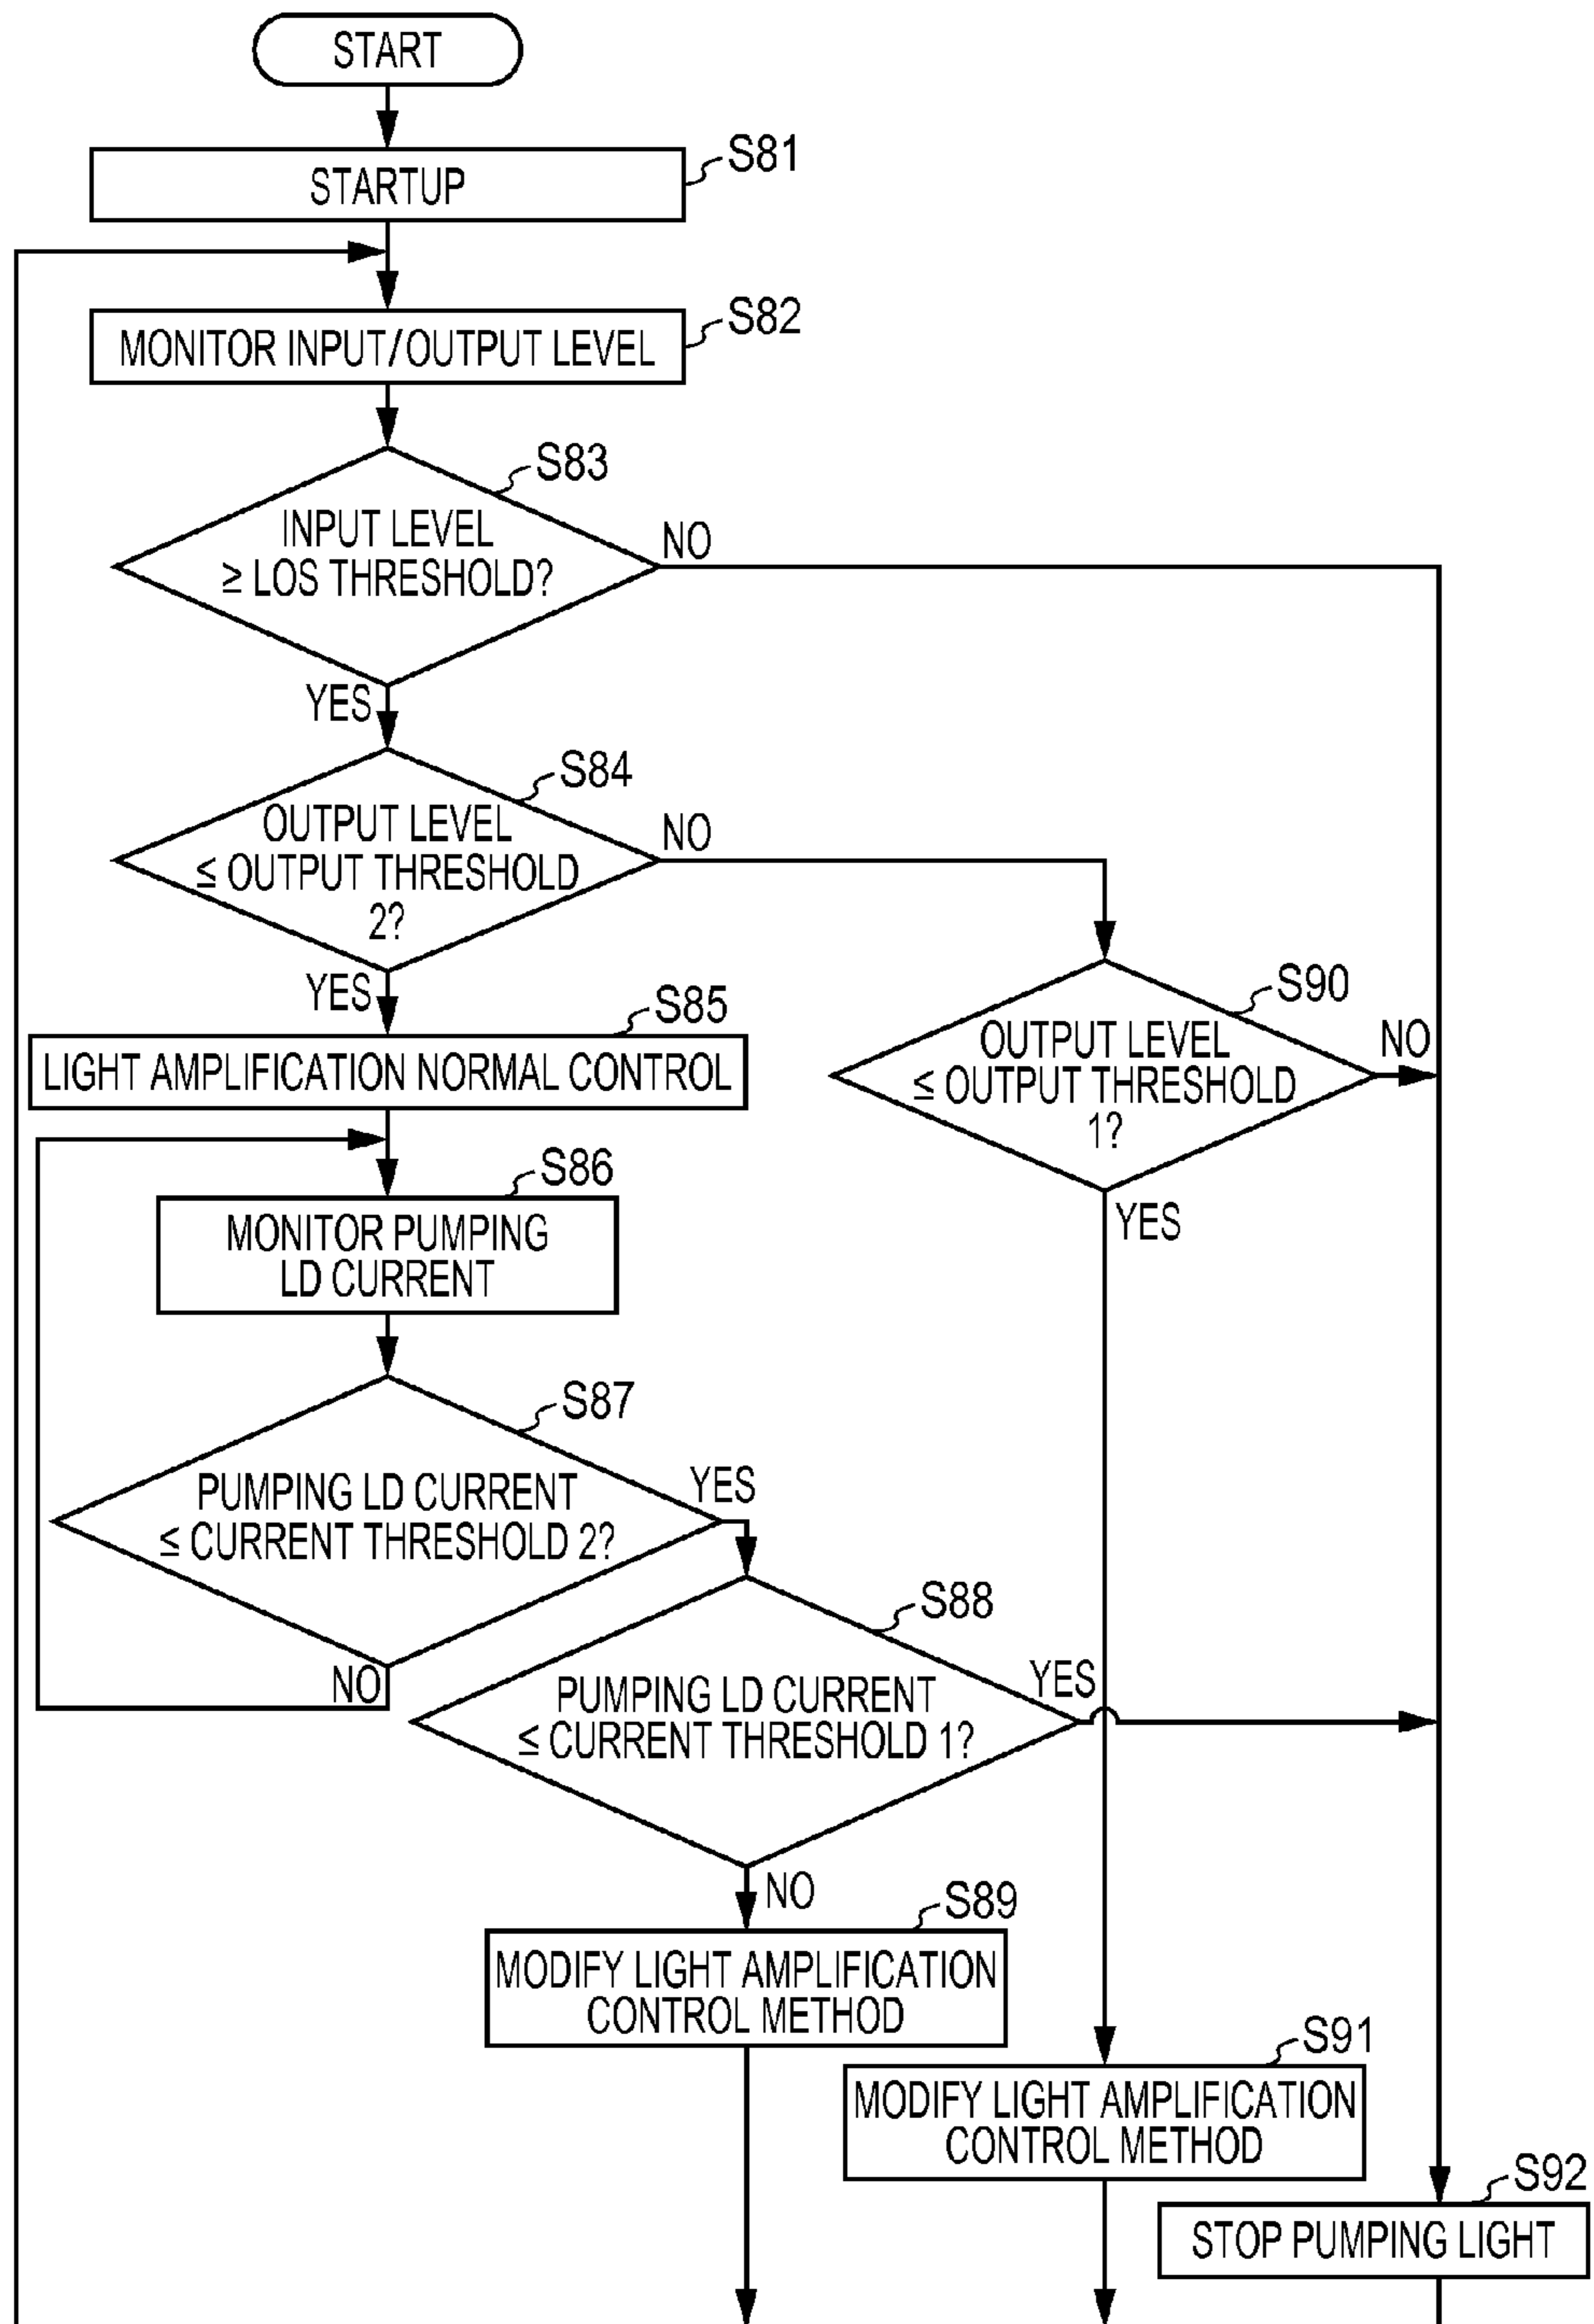 START
S81
STARTUP
S82
MONITOR INPUT/OUTPUT LEVEL
S83
INPUT LEVEL
≥ LOS THRESHOLD?
NO
YES
S84
OUTPUT LEVEL
≤ OUTPUT THRESHOLD
2?
NO
YES
S90
OUTPUT LEVEL
≤ OUTPUT THRESHOLD
1?
NO
YES
S85
LIGHT AMPLIFICATION NORMAL CONTROL
S86
MONITOR PUMPING
LD CURRENT
S87
PUMPING LD CURRENT
≤ CURRENT THRESHOLD 2?
YES
NO
S88
PUMPING LD CURRENT
≤ CURRENT THRESHOLD 1?
YES
NO
S89
MODIFY LIGHT AMPLIFICATION
CONTROL METHOD
S91
MODIFY LIGHT AMPLIFICATION
CONTROL METHOD
S92
STOP PUMPING LIGHT